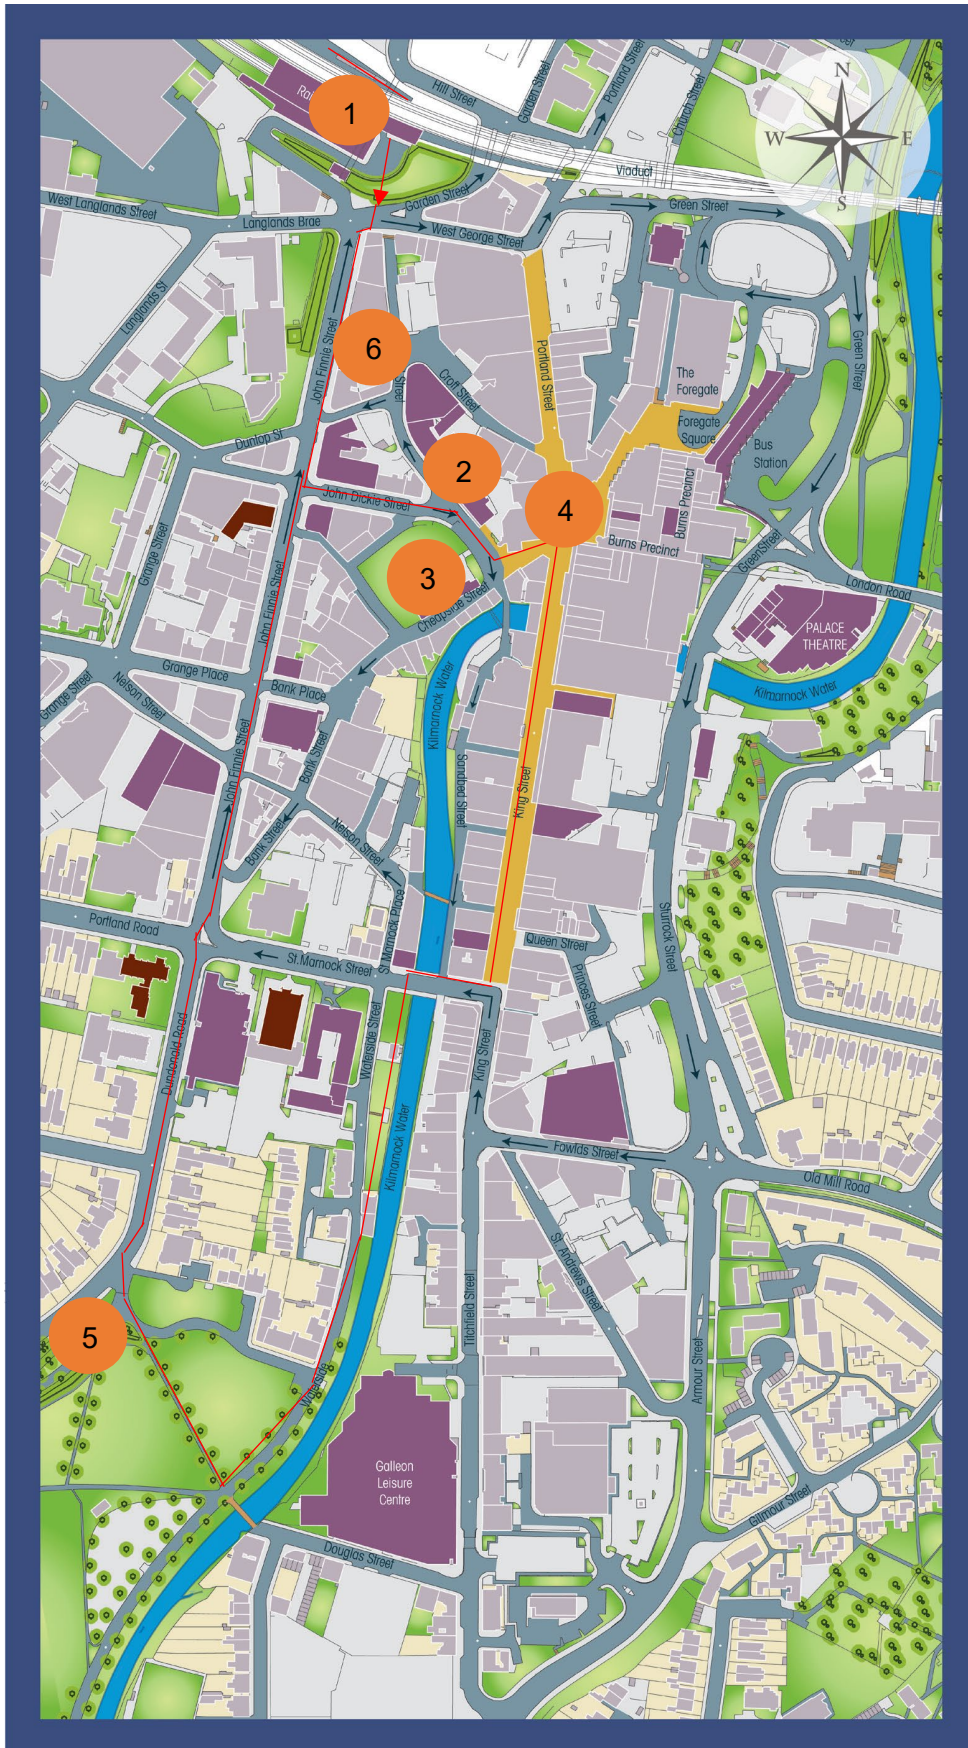 1
Rai
Hill Street
Garden Street
Portland Street
Church Street
N
W
E
S
Viaduct
West Langlands Street
Langlands Brae
Garden Street
West George Street
Green Street
Langlands St
John Finnie Street
6
Street
Croft Street
Portland Street
The
Foregate
Foregate
Square
Green Street
Bus
Station
Dunlop St
2
John Dickie Street
4
Burns Precinct
Burns Precinct
GreenStreet
London Road
Grange Street
3
Cheapside Street
John Finnie Street
PALACE
THEATRE
Kilmarnock Water
Grange Place
Bank Place
Grange Street
Nelson Street
Kilmarnock Water
Bank Street
John Finnie Street
Sandbed Street
King Street
Bank Street
Nelson Street
Portland Road
St.Marnock Street
St.Marnock Place
Queen Street
Sturrock Street
Princes Street
Dundonald Road
Waterside Street
King Street
Kilmarnock Water
Fowlds Street
Old Mill Road
St. Andrews Street
Titchfield Street
Armour Street
5
Waterside
Galleon
Leisure
Centre
Gilmour Street
Douglas Street